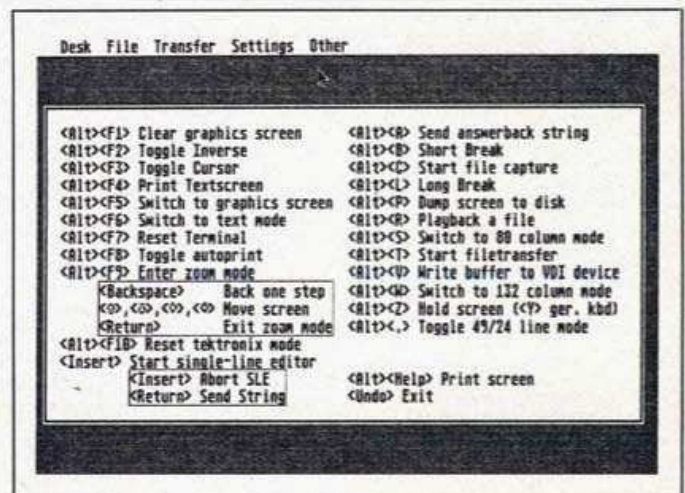 Desk File Transfer Settings Other
<Alt><F1> Clear graphics screen
<Alt><F2> Toggle Inverse
<Alt><F3> Toggle Cursor
<Alt><F4> Print Textscreen
<Alt><F5> Switch to graphics screen
<Alt><F6> Switch to text mode
<Alt><F7> Reset Terminal
<Alt><F8> Toggle autoprint
<Alt><F9> Enter zoom mode
<Backspace> Back one step
<⇧>,<⇨>,<⇩>,<⇦> Move screen
<Return> Exit zoom mode
<Alt><F10> Reset tektronix mode
<Insert> Start single-line editor
<Insert> Abort SLE
<Return> Send String
<Alt><A> Send answerback string
<Alt><B> Short Break
<Alt><C> Start file capture
<Alt><L> Long Break
<Alt><P> Dump screen to disk
<Alt><R> Playback a file
<Alt><S> Switch to 80 column mode
<Alt><T> Start filetransfer
<Alt><V> Write buffer to VDI device
<Alt><W> Switch to 132 column mode
<Alt><Z> Hold screen (<Y> ger. kbd)
<Alt><,> Toggle 49/24 line mode
<Alt><Help> Print screen
<Undo> Exit